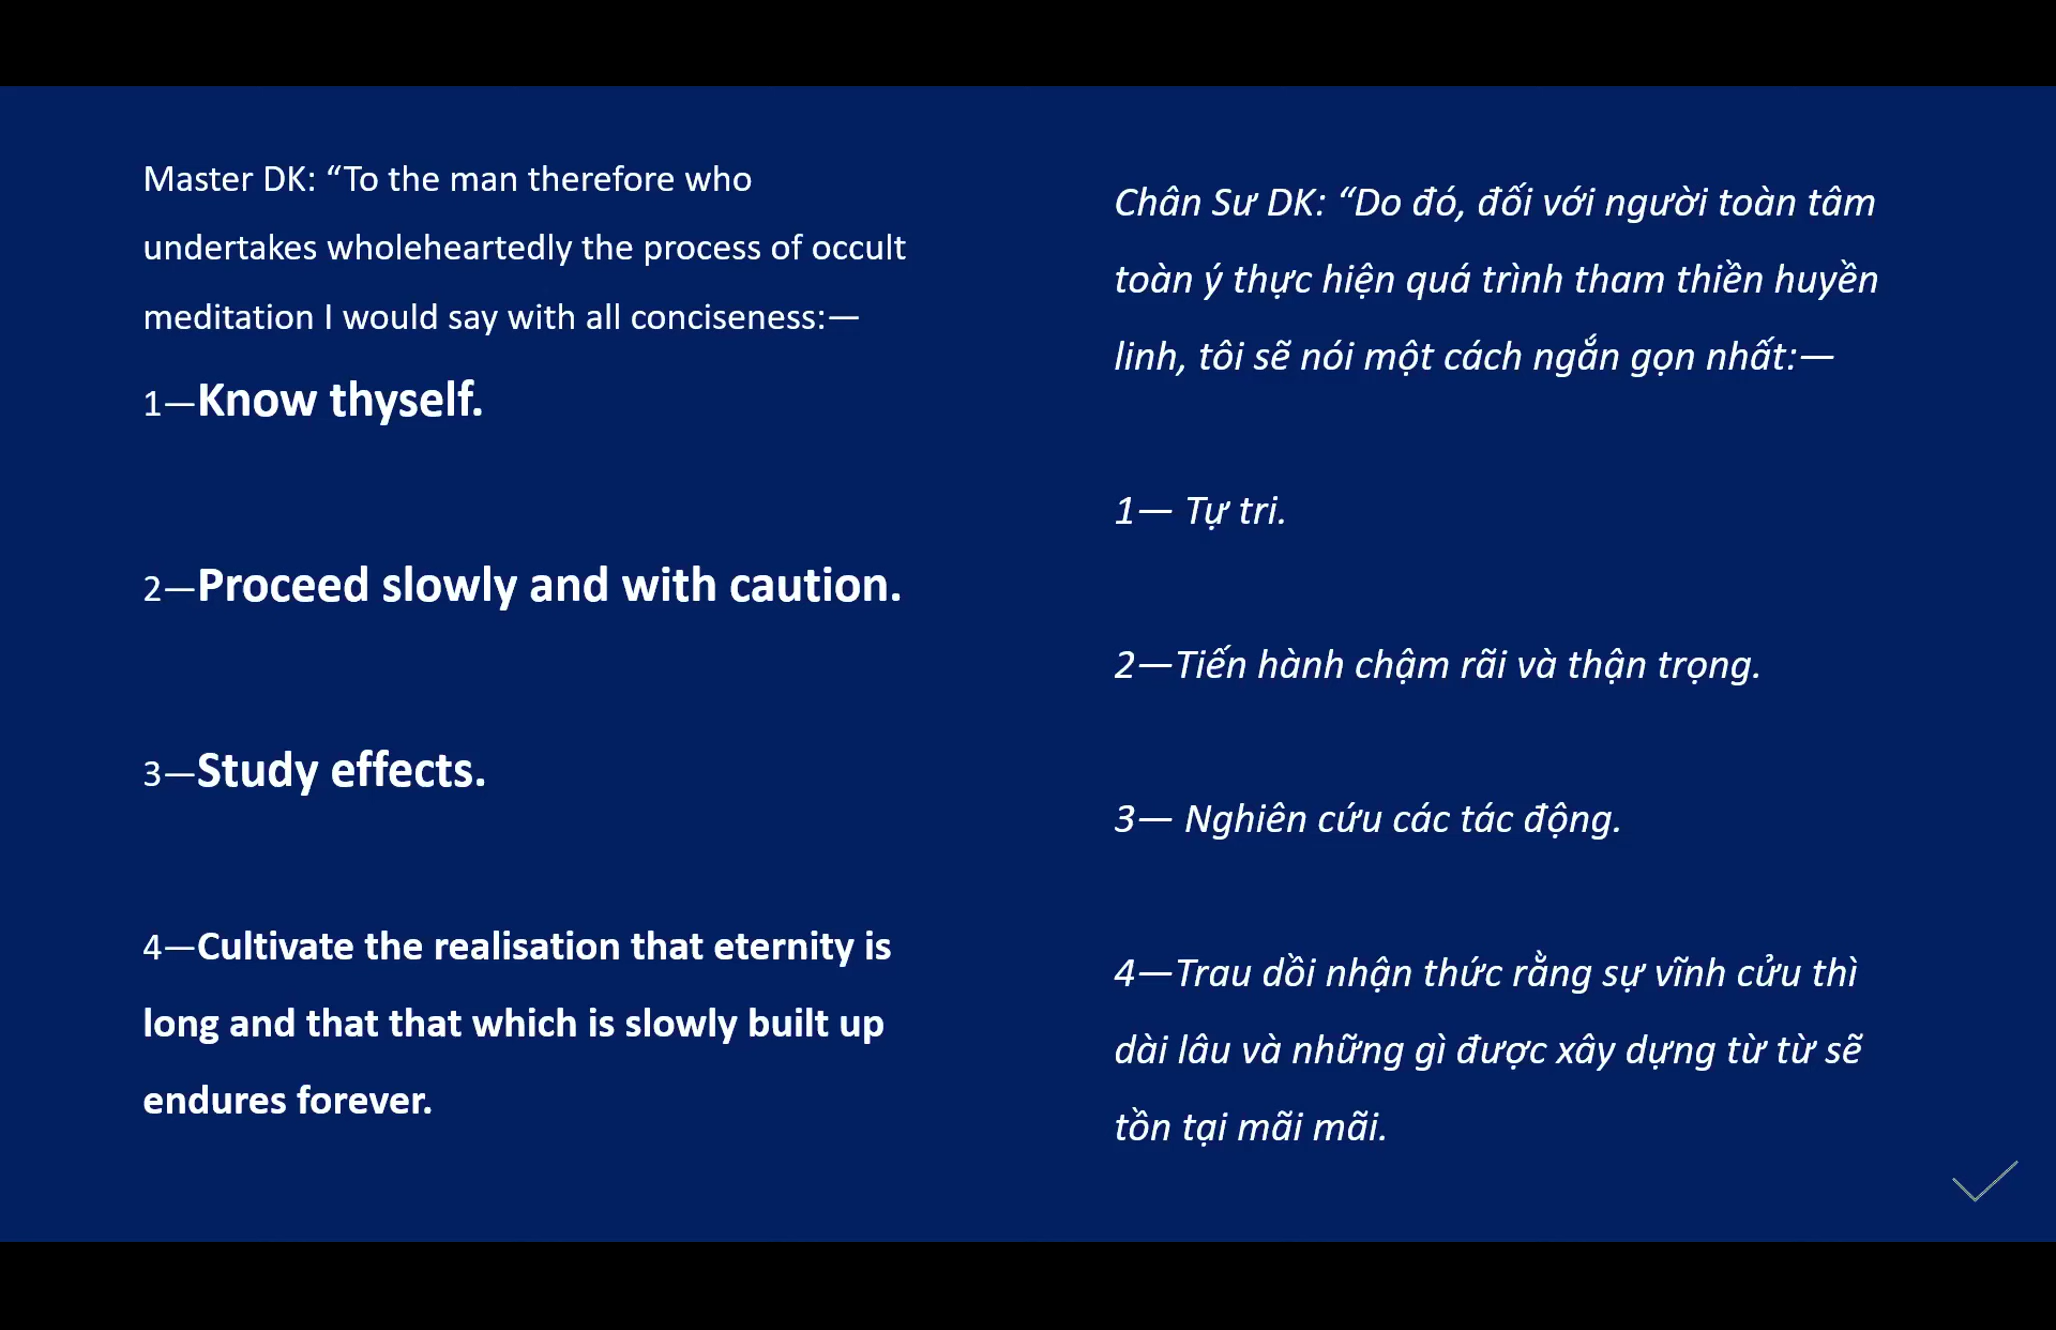 Master DK: “To the man therefore who
undertakes wholeheartedly the process of occult
meditation I would say with all conciseness:—
1—Know thyself.
2—Proceed slowly and with caution.
3—Study effects.
4—Cultivate the realisation that eternity is
long and that that which is slowly built up
endures forever.
Chân Sư DK: “Do đó, đối với người toàn tâm
toàn ý thực hiện quá trình tham thiền huyền
linh, tôi sẽ nói một cách ngắn gọn nhất:—
1— Tự tri.
2—Tiến hành chậm rãi và thận trọng.
3— Nghiên cứu các tác động.
4—Trau dồi nhận thức rằng sự vĩnh cửu thì
dài lâu và những gì được xây dựng từ từ sẽ
tồn tại mãi mãi.